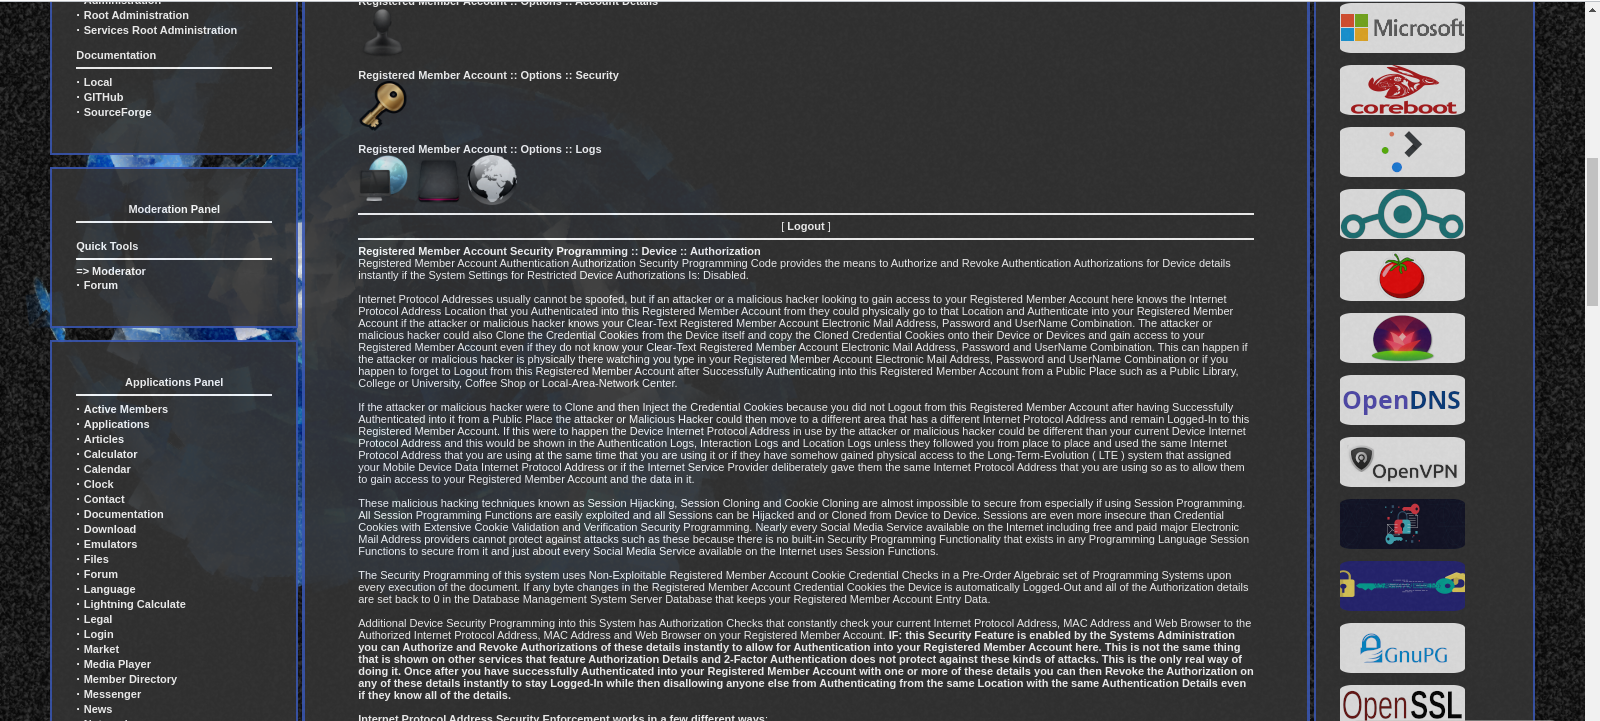 · Administration
· Root Administration
· Services Root Administration
Documentation
· Local
· GITHub
· SourceForge
Moderation Panel
Quick Tools
=> Moderator
· Forum
Applications Panel
· Active Members
· Applications
· Articles
· Calculator
· Calendar
· Clock
· Contact
· Documentation
· Download
· Emulators
· Files
· Forum
· Language
· Lightning Calculate
· Legal
· Login
· Market
· Media Player
· Member Directory
· Messenger
· News
Registered Member Account :: Options :: Account Details
Registered Member Account :: Options :: Security
Registered Member Account :: Options :: Logs
[ Logout ]
Registered Member Account Security Programming :: Device :: Authorization
Registered Member Account Authentication Authorization Security Programming Code provides the means to Authorize and Revoke Authentication Authorizations for Device details
instantly if the System Settings for Restricted Device Authorizations Is: Disabled.
Internet Protocol Addresses usually cannot be spoofed, but if an attacker or a malicious hacker looking to gain access to your Registered Member Account here knows the Internet
Protocol Address Location that you Authenticated into this Registered Member Account from they could physically go to that Location and Authenticate into your Registered Member
Account if the attacker or malicious hacker knows your Clear-Text Registered Member Account Electronic Mail Address, Password and UserName Combination. The attacker or
malicious hacker could also Clone the Credential Cookies from the Device itself and copy the Cloned Credential Cookies onto their Device or Devices and gain access to your
Registered Member Account even if they do not know your Clear-Text Registered Member Account Electronic Mail Address, Password and UserName Combination. This can happen if
the attacker or malicious hacker is physically there watching you type in your Registered Member Account Electronic Mail Address, Password and UserName Combination or if you
happen to forget to Logout from this Registered Member Account after Successfully Authenticating into this Registered Member Account from a Public Place such as a Public Library,
College or University, Coffee Shop or Local-Area-Network Center.
If the attacker or malicious hacker were to Clone and then Inject the Credential Cookies because you did not Logout from this Registered Member Account after having Successfully
Authenticated into it from a Public Place the attacker or Malicious Hacker could then move to a different area that has a different Internet Protocol Address and remain Logged-In to this
Registered Member Account. If this were to happen the Device Internet Protocol Address in use by the attacker or malicious hacker could be different than your current Device Internet
Protocol Address and this would be shown in the Authentication Logs, Interaction Logs and Location Logs unless they followed you from place to place and used the same Internet
Protocol Address that you are using at the same time that you are using it or if they have somehow gained physical access to the Long-Term-Evolution ( LTE ) system that assigned
your Mobile Device Data Internet Protocol Address or if the Internet Service Provider deliberately gave them the same Internet Protocol Address that you are using so as to allow them
to gain access to your Registered Member Account and the data in it.
These malicious hacking techniques known as Session Hijacking, Session Cloning and Cookie Cloning are almost impossible to secure from especially if using Session Programming.
All Session Programming Functions are easily exploited and all Sessions can be Hijacked and or Cloned from Device to Device. Sessions are even more insecure than Credential
Cookies with Extensive Cookie Validation and Verification Security Programming. Nearly every Social Media Service available on the Internet including free and paid major Electronic
Mail Address providers cannot protect against attacks such as these because there is no built-in Security Programming Functionality that exists in any Programming Language Session
Functions to secure from it and just about every Social Media Service available on the Internet uses Session Functions.
The Security Programming of this system uses Non-Exploitable Registered Member Account Cookie Credential Checks in a Pre-Order Algebraic set of Programming Systems upon
every execution of the document. If any byte changes in the Registered Member Account Credential Cookies the Device is automatically Logged-Out and all of the Authorization details
are set back to 0 in the Database Management System Server Database that keeps your Registered Member Account Entry Data.
Additional Device Security Programming into this System has Authorization Checks that constantly check your current Internet Protocol Address, MAC Address and Web Browser to the
Authorized Internet Protocol Address, MAC Address and Web Browser on your Registered Member Account. IF: this Security Feature is enabled by the Systems Administration
you can Authorize and Revoke Authorizations of these details instantly to allow for Authentication into your Registered Member Account here. This is not the same thing
that is shown on other services that feature Authorization Details and 2-Factor Authentication does not protect against these kinds of attacks. This is the only real way of
doing it. Once after you have successfully Authenticated into your Registered Member Account with one or more of these details you can then Revoke the Authorization on
any of these details instantly to stay Logged-In while then disallowing anyone else from Authenticating from the same Location with the same Authentication Details even
if they know all of the details.
Internet Protocol Address Security Enforcement works in a few different ways:
Microsoft
coreboot
OpenDNS
OpenVPN
GnuPG
OpenSSL